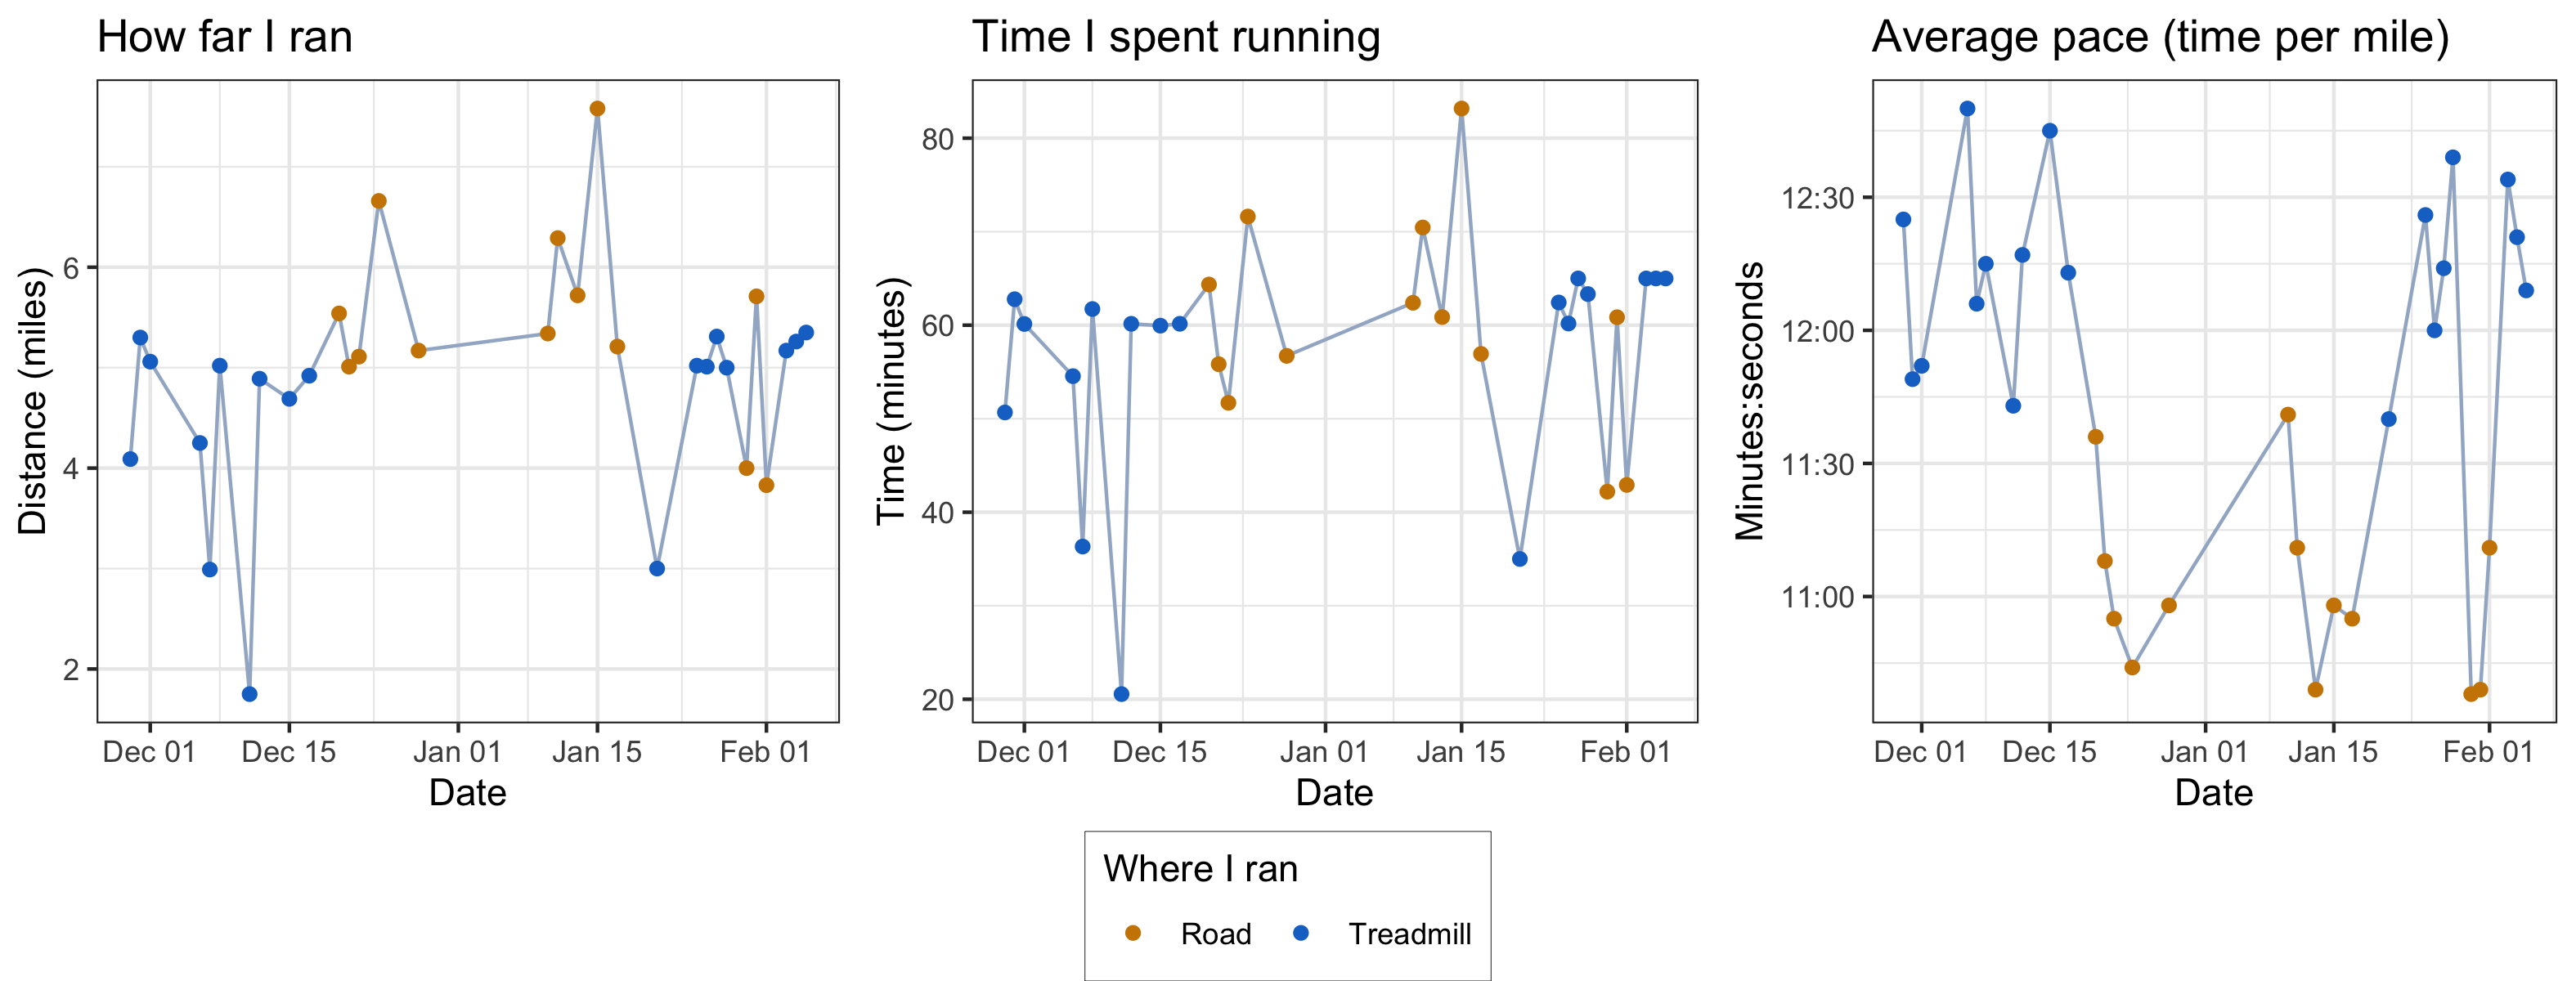 How far I ran
Distance (miles)
6
4
2
Dec 01 Dec 15 Jan 01 Jan 15 Feb 01
Date
Time I spent running
Time (minutes)
80
60
40
20
Dec 01 Dec 15 Jan 01 Jan 15 Feb 01
Date
Average pace (time per mile)
Minutes:seconds
12:30
12:00
11:30
11:00
Dec 01 Dec 15 Jan 01 Jan 15 Feb 01
Date
Where I ran
Road Treadmill